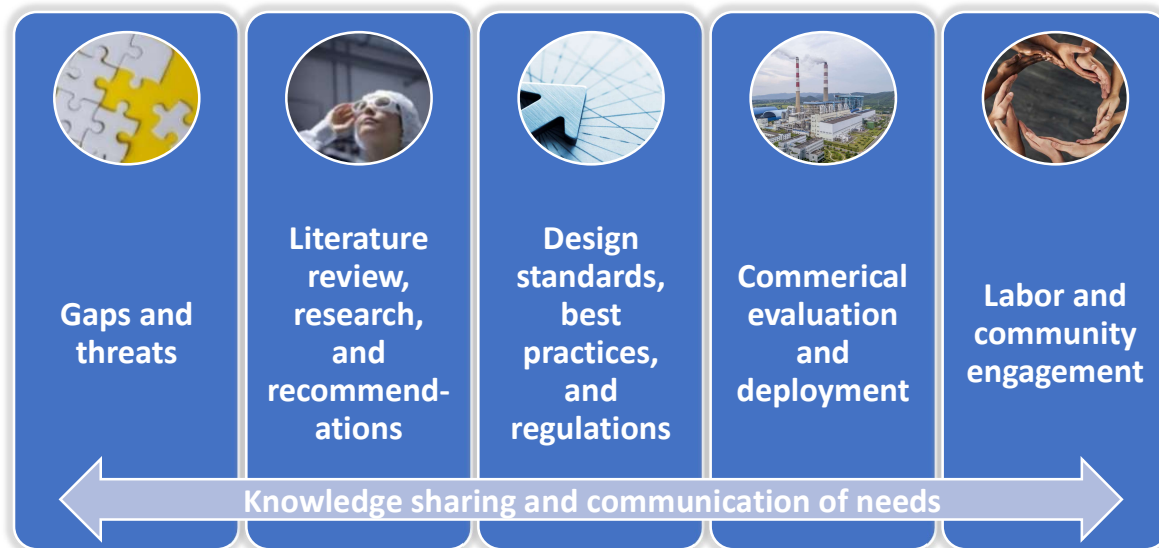 Gaps and
threats
Literature
review,
research,
and
recommend-
ations
Design
standards,
best
practices,
and
regulations
Commerical
evaluation
and
deployment
Labor and
community
engagement
Knowledge sharing and communication of needs